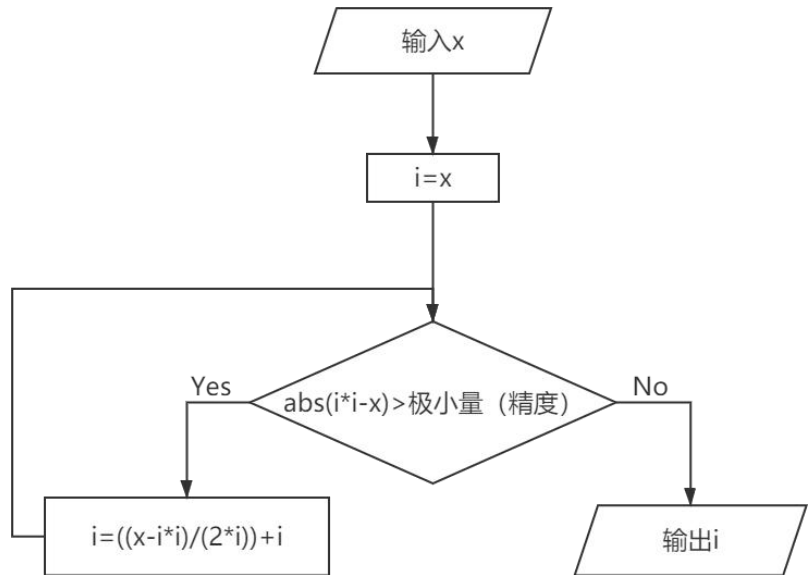 输入x
i=x
abs(i*i-x)>极小量（精度）
Yes
No
i=((x-i*i)/(2*i))+i
输出i